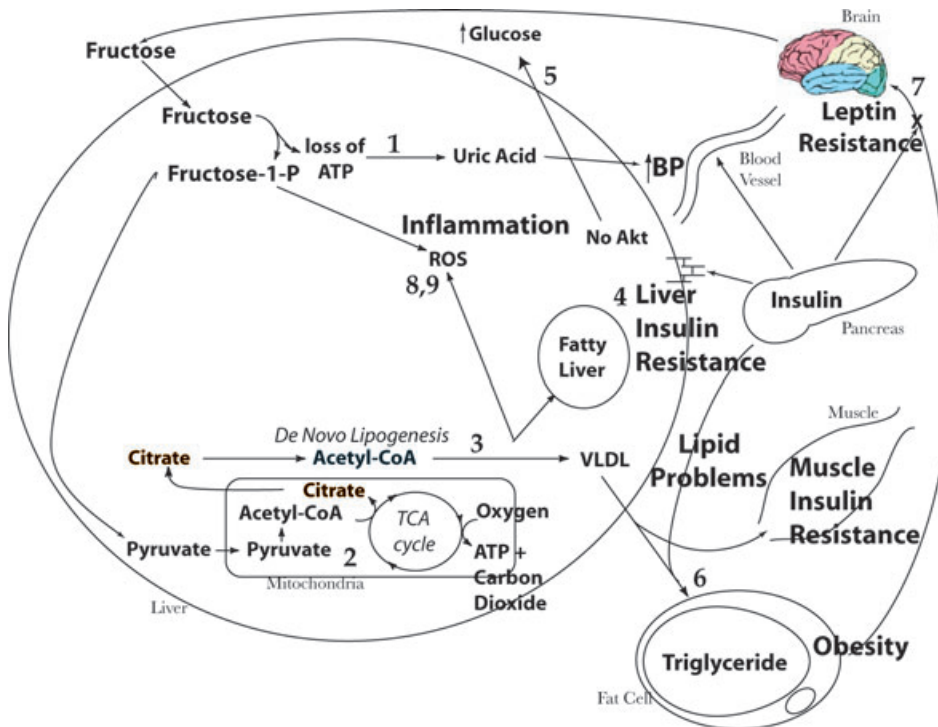 Brain
Fructose
↑Glucose
5
7
Fructose
Leptin
Resistance
x
loss of
ATP
1
Uric Acid
↑BP
Blood
Vessel
Fructose-1-P
Inflammation
No Akt
ROS
8,9
4
Liver
Insulin
Resistance
Insulin
Pancreas
Fatty
Liver
Muscle
De Novo Lipogenesis
3
Citrate
Acetyl-CoA
VLDL
Lipid
Problems
Muscle
Insulin
Resistance
Citrate
Acetyl-CoA
TCA
cycle
Oxygen
Pyruvate
Pyruvate
2
ATP +
Carbon
Dioxide
Mitochondria
Liver
6
Triglyceride
Obesity
Fat Cell